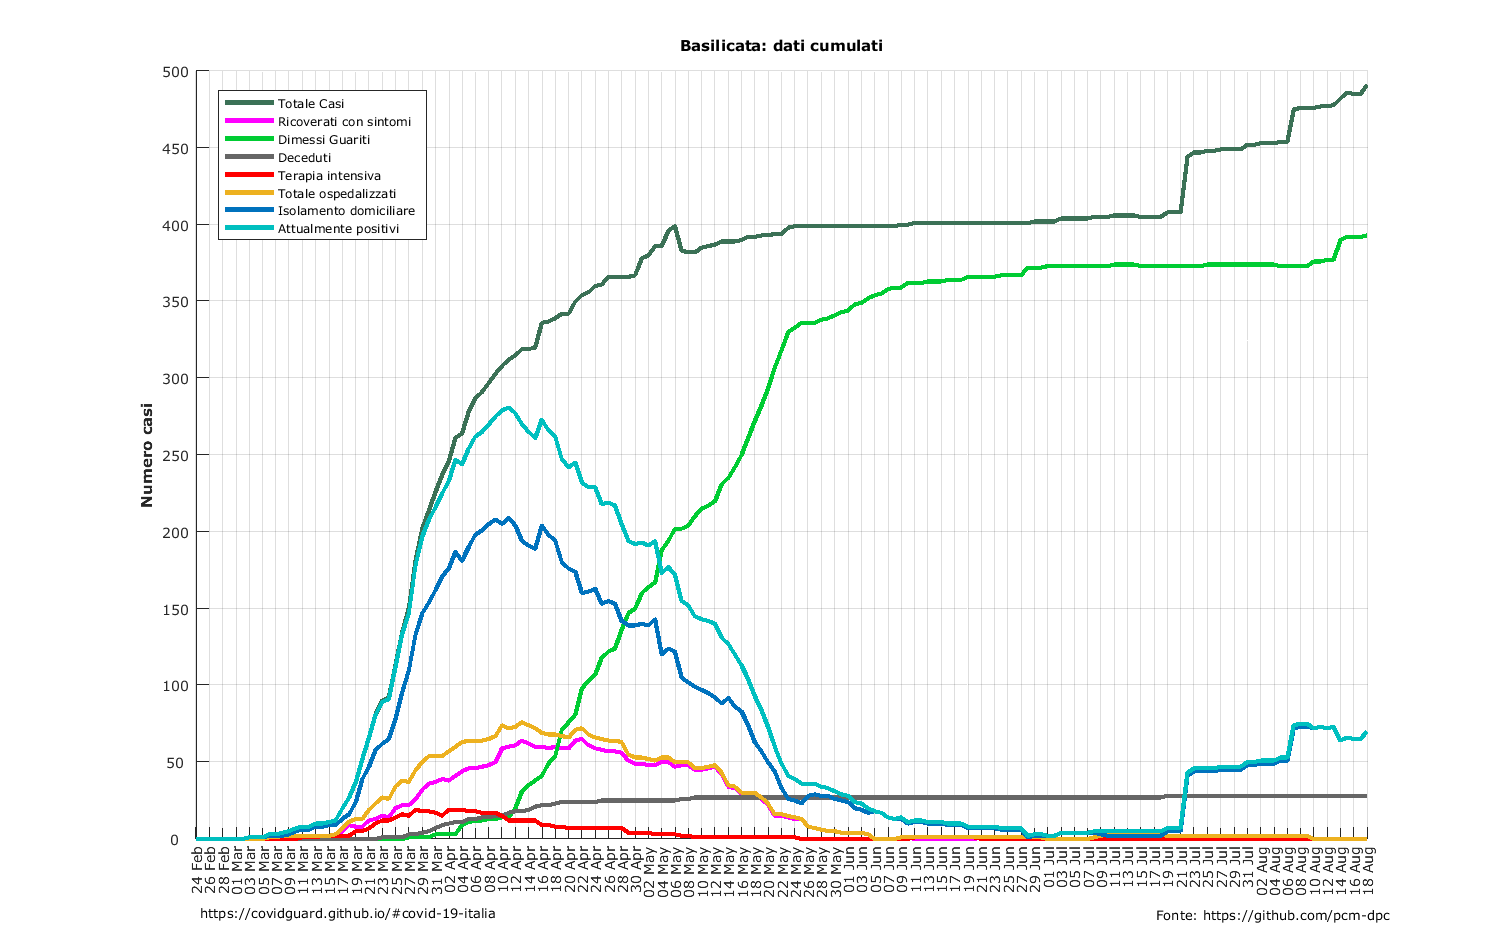 Basilicata: dati cumulati
Numero casi
500
450
400
350
300
250
200
150
100
50
0
Totale Casi
Ricoverati con sintomi
Dimessi Guariti
Deceduti
Terapia intensiva
Totale ospedalizzati
Isolamento domiciliare
Attualmente positivi
24 Feb
26 Feb
28 Feb
01 Mar
03 Mar
05 Mar
07 Mar
09 Mar
11 Mar
13 Mar
15 Mar
17 Mar
19 Mar
21 Mar
23 Mar
25 Mar
27 Mar
29 Mar
31 Mar
02 Apr
04 Apr
06 Apr
08 Apr
10 Apr
12 Apr
14 Apr
16 Apr
18 Apr
20 Apr
22 Apr
24 Apr
26 Apr
28 Apr
30 Apr
02 May
04 May
06 May
08 May
10 May
12 May
14 May
16 May
18 May
20 May
22 May
24 May
26 May
28 May
30 May
01 Jun
03 Jun
05 Jun
07 Jun
09 Jun
11 Jun
13 Jun
15 Jun
17 Jun
19 Jun
21 Jun
23 Jun
25 Jun
27 Jun
29 Jun
01 Jul
03 Jul
05 Jul
07 Jul
09 Jul
11 Jul
13 Jul
15 Jul
17 Jul
19 Jul
21 Jul
23 Jul
25 Jul
27 Jul
29 Jul
31 Jul
02 Aug
04 Aug
06 Aug
08 Aug
10 Aug
12 Aug
14 Aug
16 Aug
18 Aug
https://covidguard.github.io/#covid-19-italia
Fonte: https://github.com/pcm-dpc